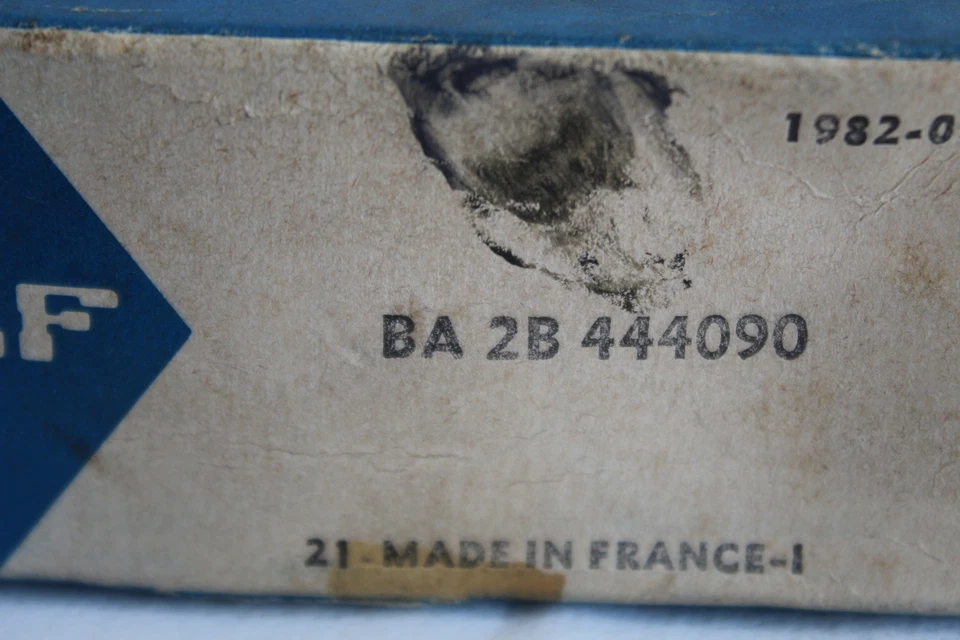 1982-0
F
BA 2B 444090
21 MADE IN FRANCE-I